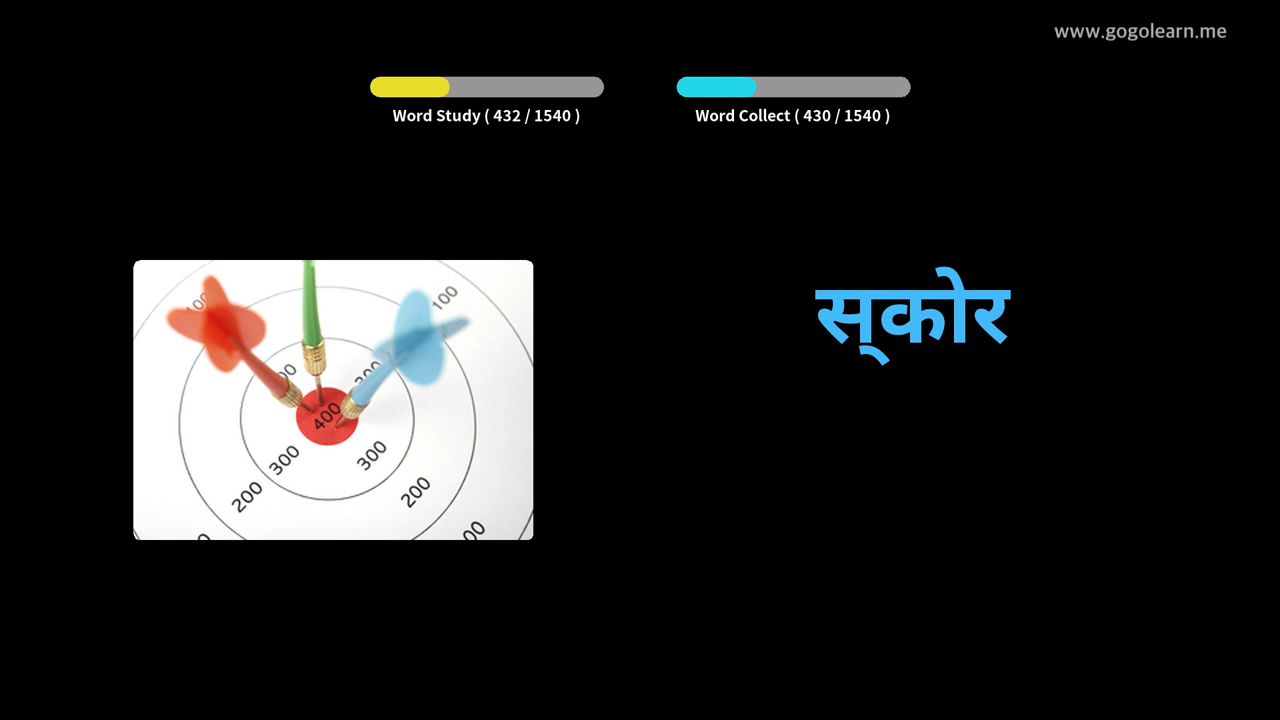 www.gogolearn.me
Word Study ( 432 / 1540 )
Word Collect ( 430 / 1540 )
स्‌कोर
100
100
400
300
300
200
200